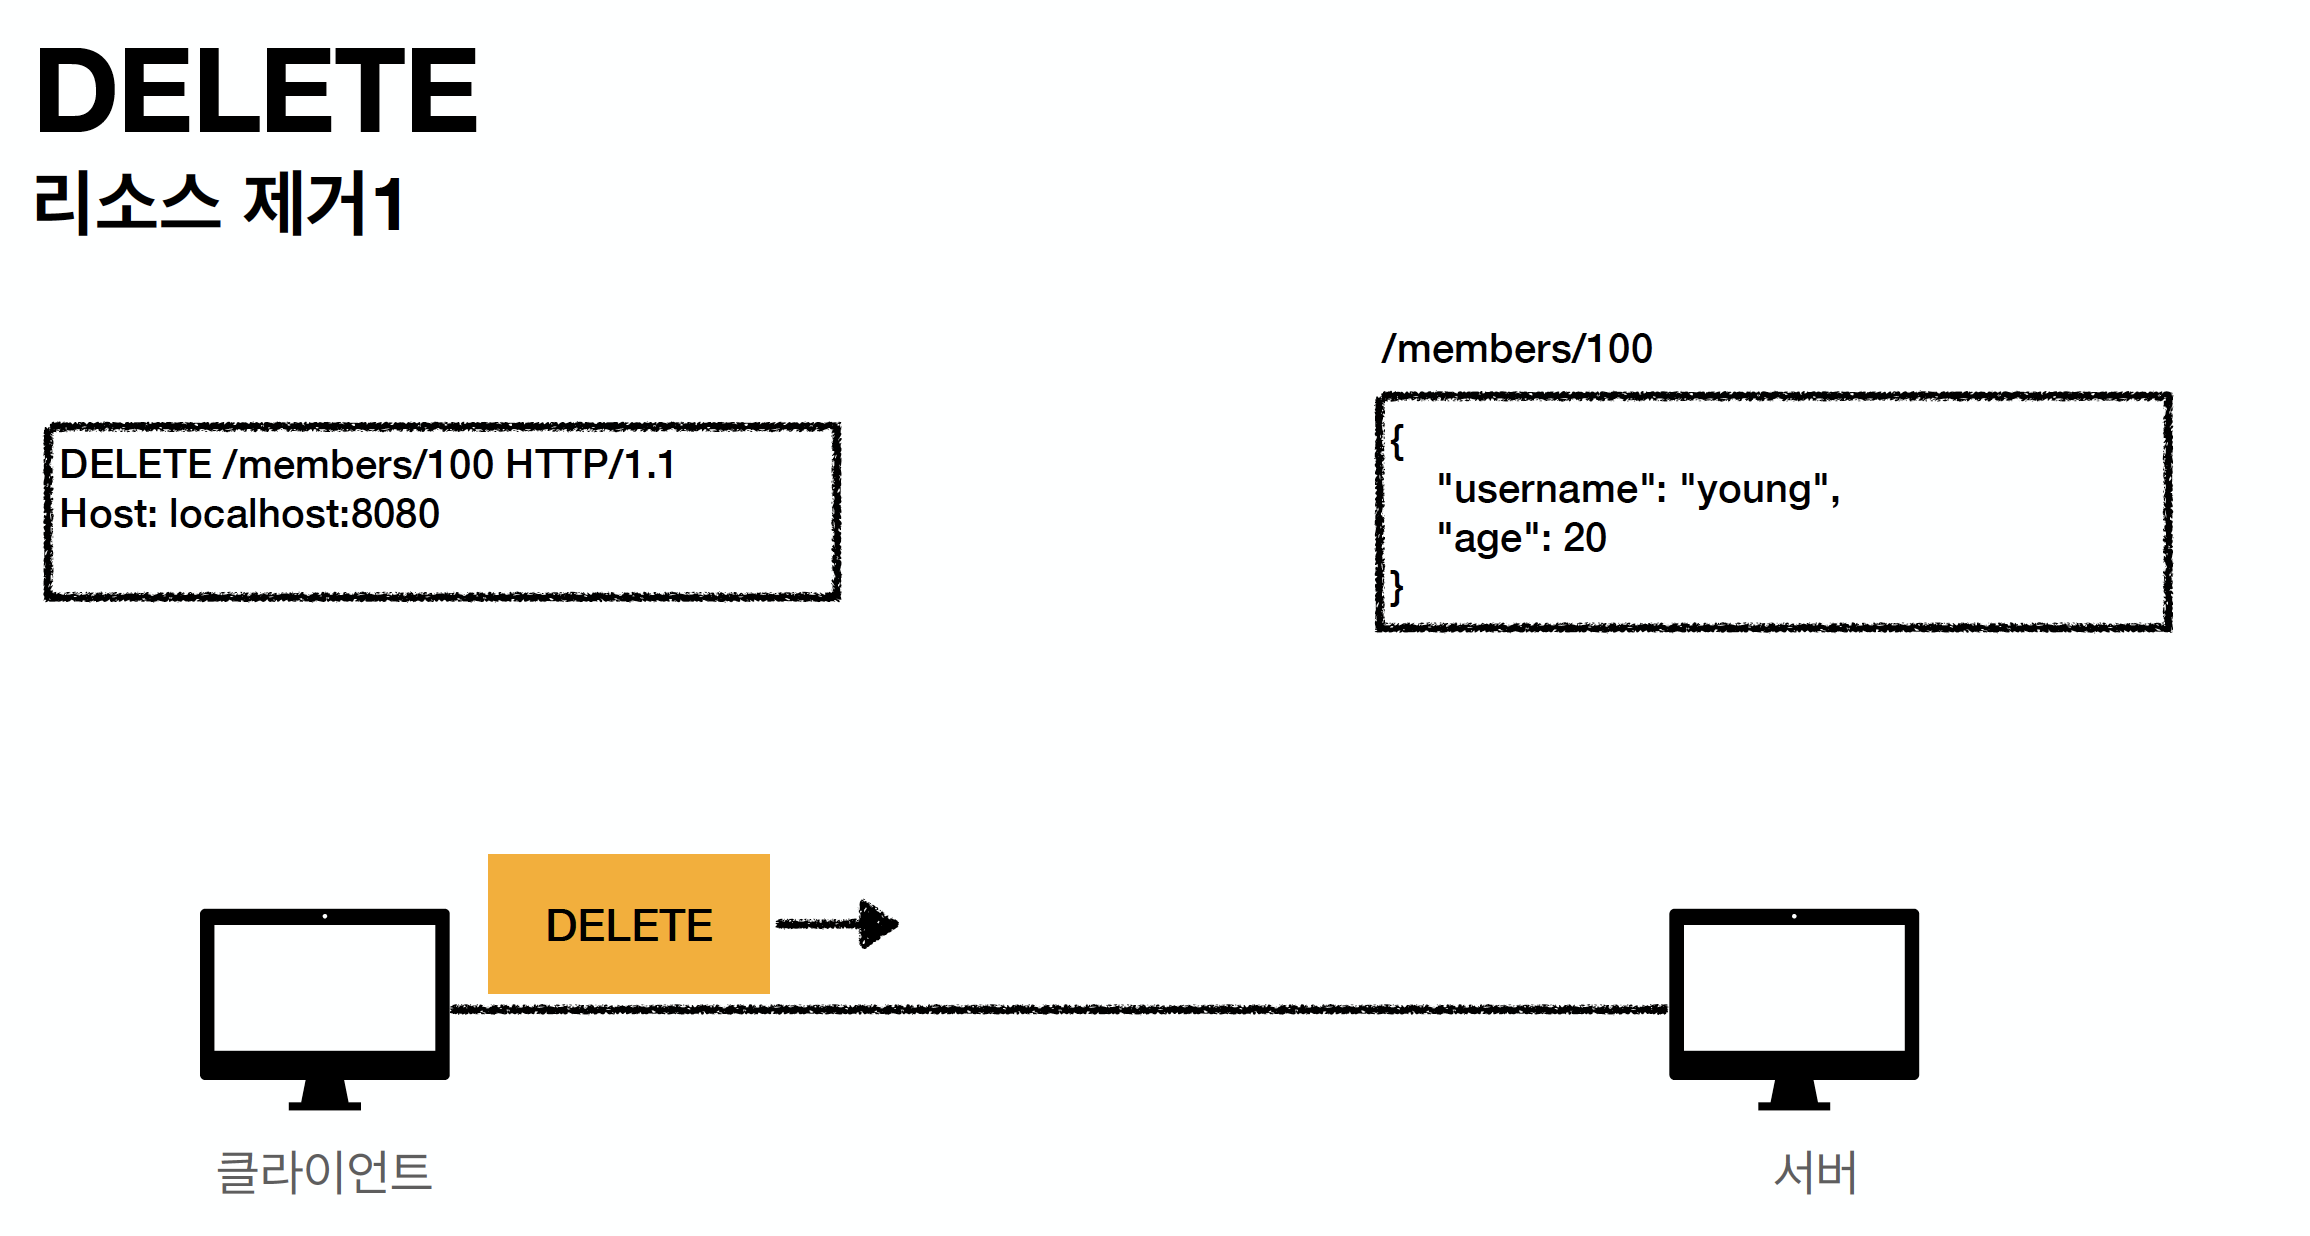 DELETE
리소스 제거1
DELETE /members/100 HTTP/1.1
Host: localhost:8080
/members/100
{
"username": "young",
"age": 20
}
DELETE
클라이언트
서버